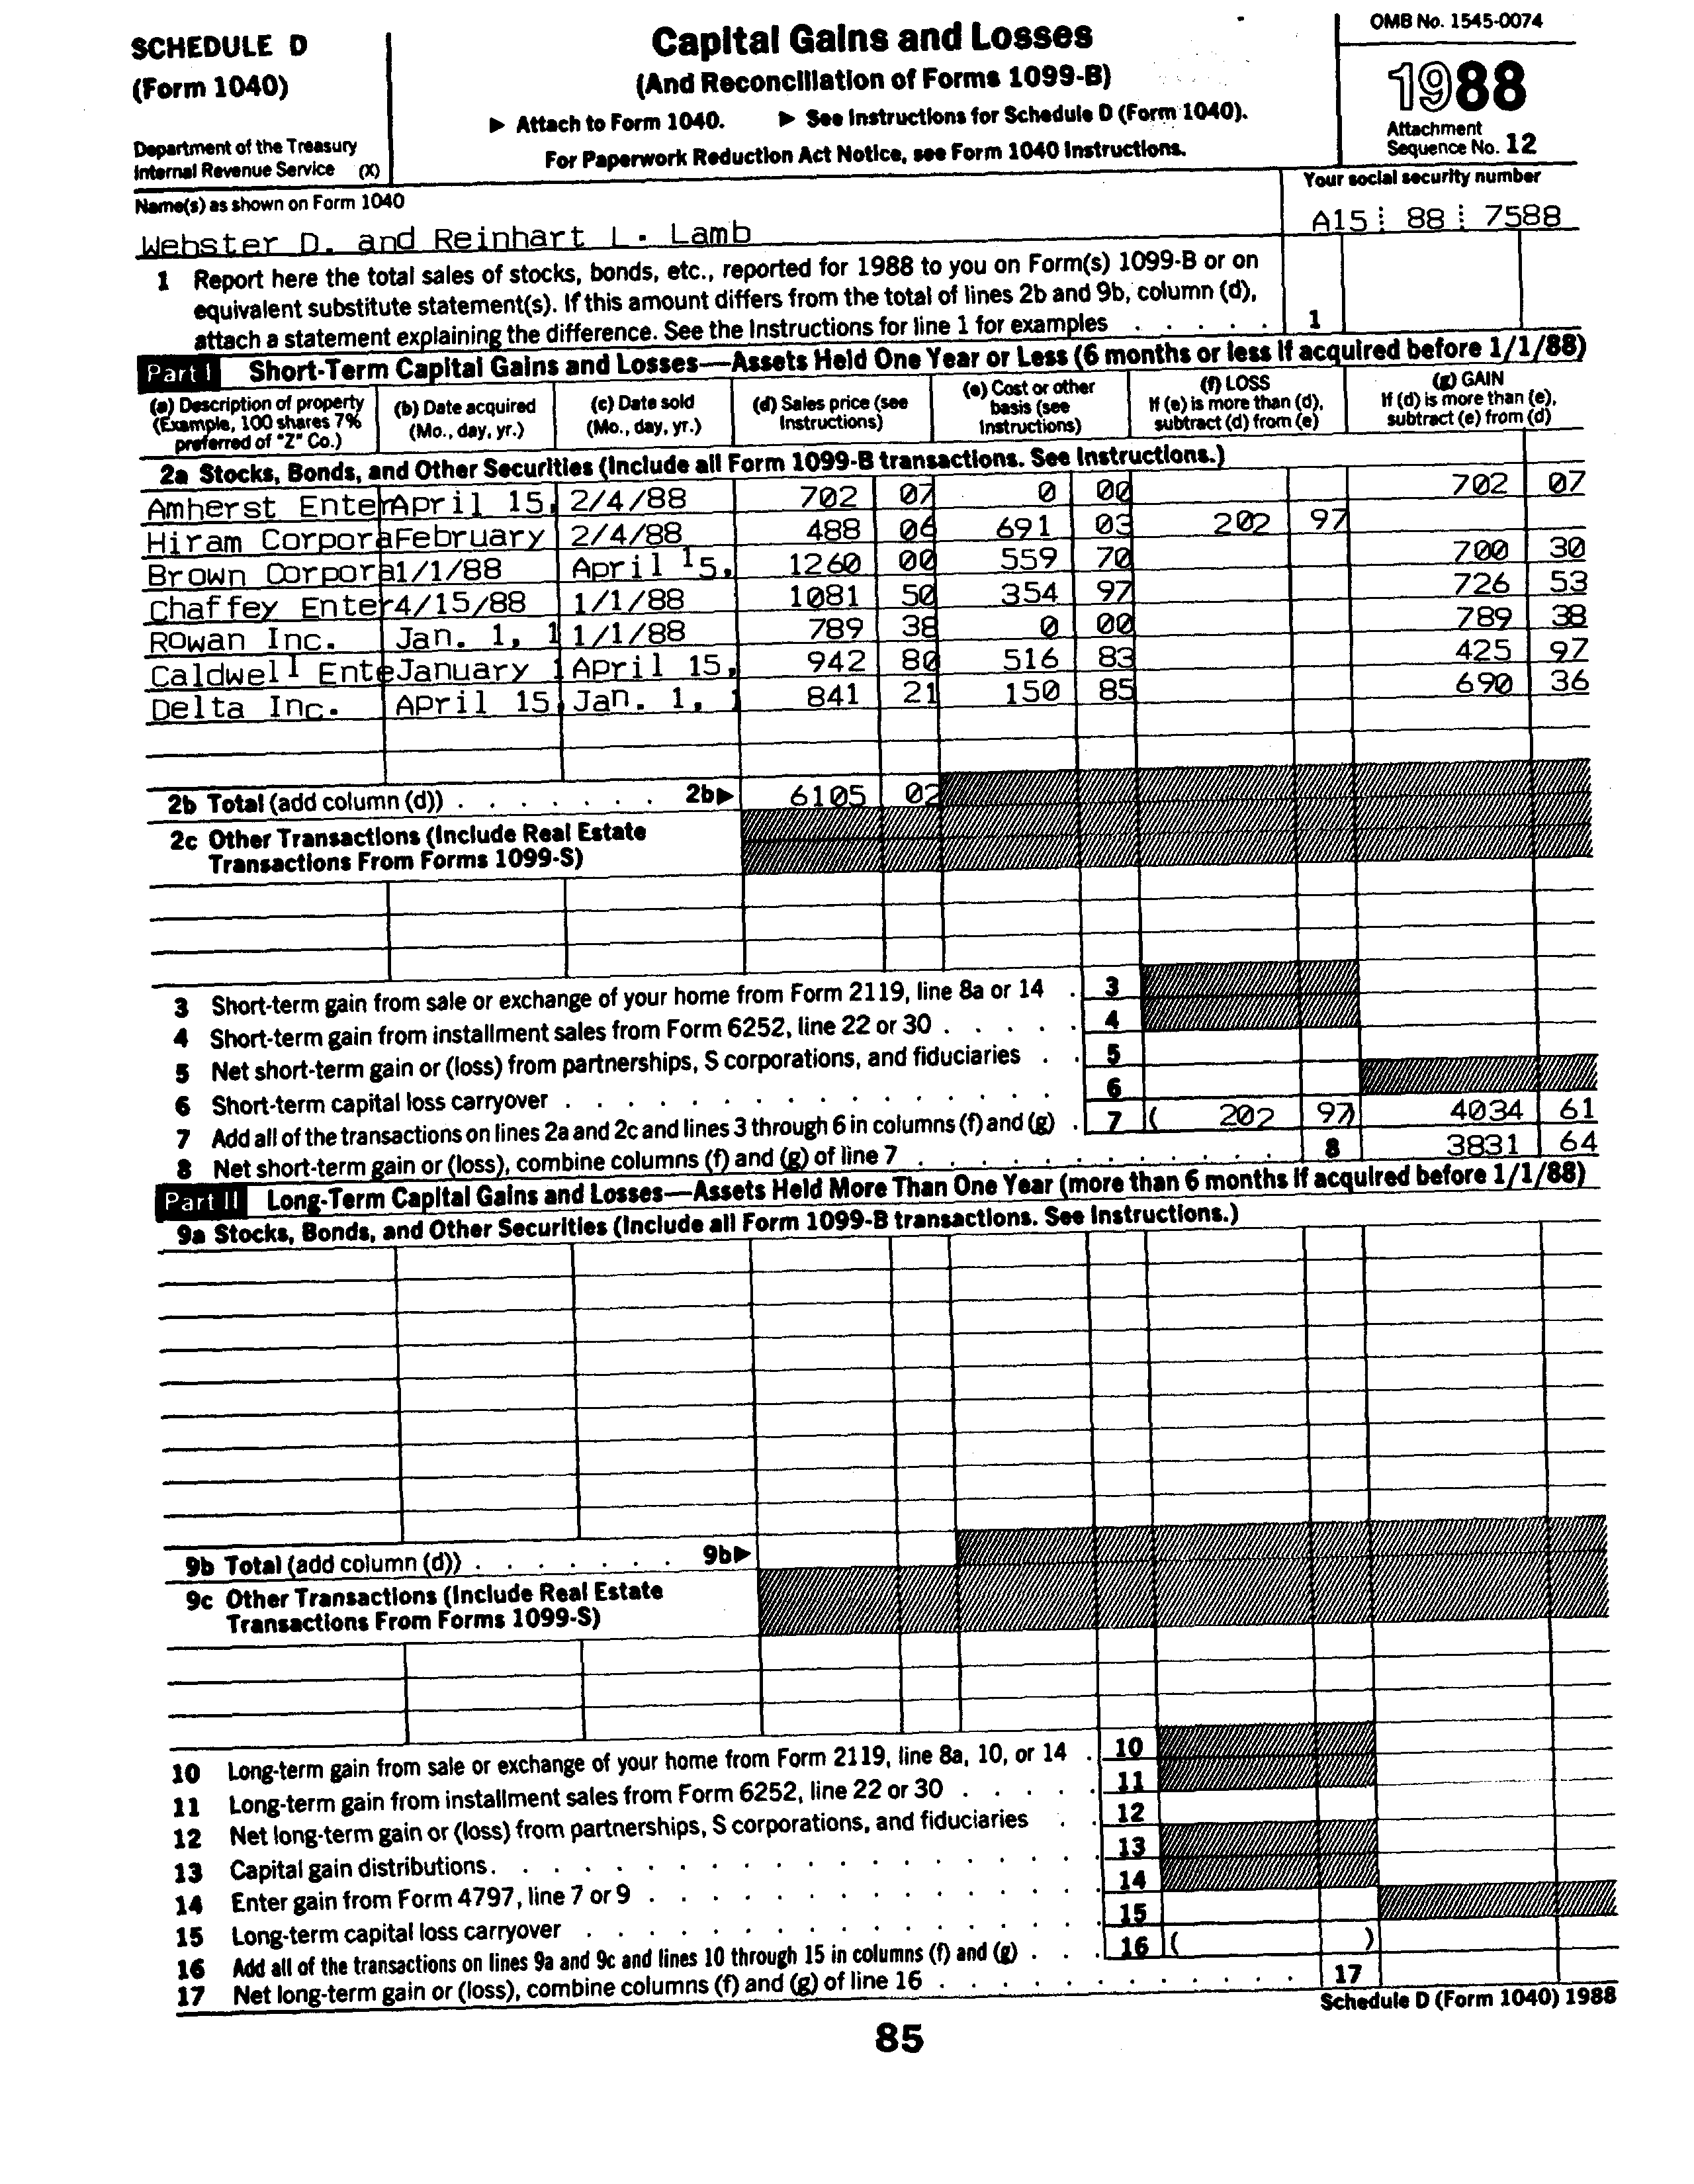 SCHEDULE D
(Form 1040)
Department of the Treasury
Internal Revenue Service (X)
Capital Gains and Losses
(And Reconciliation of Forms 1099-B)
▶ Attach to Form 1040. ▶ See Instructions for Schedule D (Form 1040).
For Paperwork Reduction Act Notice, see Form 1040 Instructions.
OMB No. 1545-0074
1988
Attachment
Sequence No. 12
Name(s) as shown on Form 1040
Your social security number
Webster D. and Reinhart L. Lamb A15 88 7588
1 Report here the total sales of stocks, bonds, etc., reported for 1988 to you on Form(s) 1099-B or on
equivalent substitute statement(s). If this amount differs from the total of lines 2b and 9b, column (d),
attach a statement explaining the difference. See the Instructions for line 1 for examples . . . . . 1
Part I Short-Term Capital Gains and Losses—Assets Held One Year or Less (6 months or less if acquired before 1/1/88)
(a) Description of property
(Example, 100 shares 7%
preferred of "Z" Co.)
(b) Date acquired
(Mo., day, yr.)
(c) Date sold
(Mo., day, yr.)
(d) Sales price (see
Instructions)
(e) Cost or other
basis (see
Instructions)
(f) LOSS
If (e) is more than (d),
subtract (d) from (e)
(g) GAIN
If (d) is more than (e),
subtract (e) from (d)
2a Stocks, Bonds, and Other Securities (Include all Form 1099-B transactions. See Instructions.)
Amherst Enter April 15, 2/4/88 702 07 0 00 702 07
Hiram Corpora February 2/4/88 488 06 691 03 202 97
Brown Corpora 1/1/88 April 15, 1260 00 559 70 700 30
Chaffey Enter 4/15/88 1/1/88 1081 50 354 97 726 53
Rowan Inc. Jan. 1, 1 1/1/88 789 38 0 00 789 38
Caldwell Ente January 1 April 15, 942 80 516 83 425 97
Delta Inc. April 15, Jan. 1, 1 841 21 150 85 690 36
2b Total (add column (d)) . . . . . . . 2b▶ 6105 02
2c Other Transactions (Include Real Estate
Transactions From Forms 1099-S)
3 Short-term gain from sale or exchange of your home from Form 2119, line 8a or 14 . 3
4 Short-term gain from installment sales from Form 6252, line 22 or 30 . . . . . 4
5 Net short-term gain or (loss) from partnerships, S corporations, and fiduciaries . . 5
6 Short-term capital loss carryover . . . . . . . . . . . . . . . . 6
7 Add all of the transactions on lines 2a and 2c and lines 3 through 6 in columns (f) and (g) . 7 ( 202 97) 4034 61
8 Net short-term gain or (loss), combine columns (f) and (g) of line 7 . . . . . . . . . . . . 8 3831 64
Part II Long-Term Capital Gains and Losses—Assets Held More Than One Year (more than 6 months if acquired before 1/1/88)
9a Stocks, Bonds, and Other Securities (Include all Form 1099-B transactions. See Instructions.)
9b Total (add column (d)) . . . . . . . 9b▶
9c Other Transactions (Include Real Estate
Transactions From Forms 1099-S)
10 Long-term gain from sale or exchange of your home from Form 2119, line 8a, 10, or 14 . 10
11 Long-term gain from installment sales from Form 6252, line 22 or 30 . . . . . 11
12 Net long-term gain or (loss) from partnerships, S corporations, and fiduciaries . . 12
13 Capital gain distributions. . . . . . . . . . . . . . . . . . 13
14 Enter gain from Form 4797, line 7 or 9 . . . . . . . . . . . . . . 14
15 Long-term capital loss carryover . . . . . . . . . . . . . . . . 15
16 Add all of the transactions on lines 9a and 9c and lines 10 through 15 in columns (f) and (g) . . . 16 ( )
17 Net long-term gain or (loss), combine columns (f) and (g) of line 16 . . . . . . . . . . . . 17
Schedule D (Form 1040) 1988
85